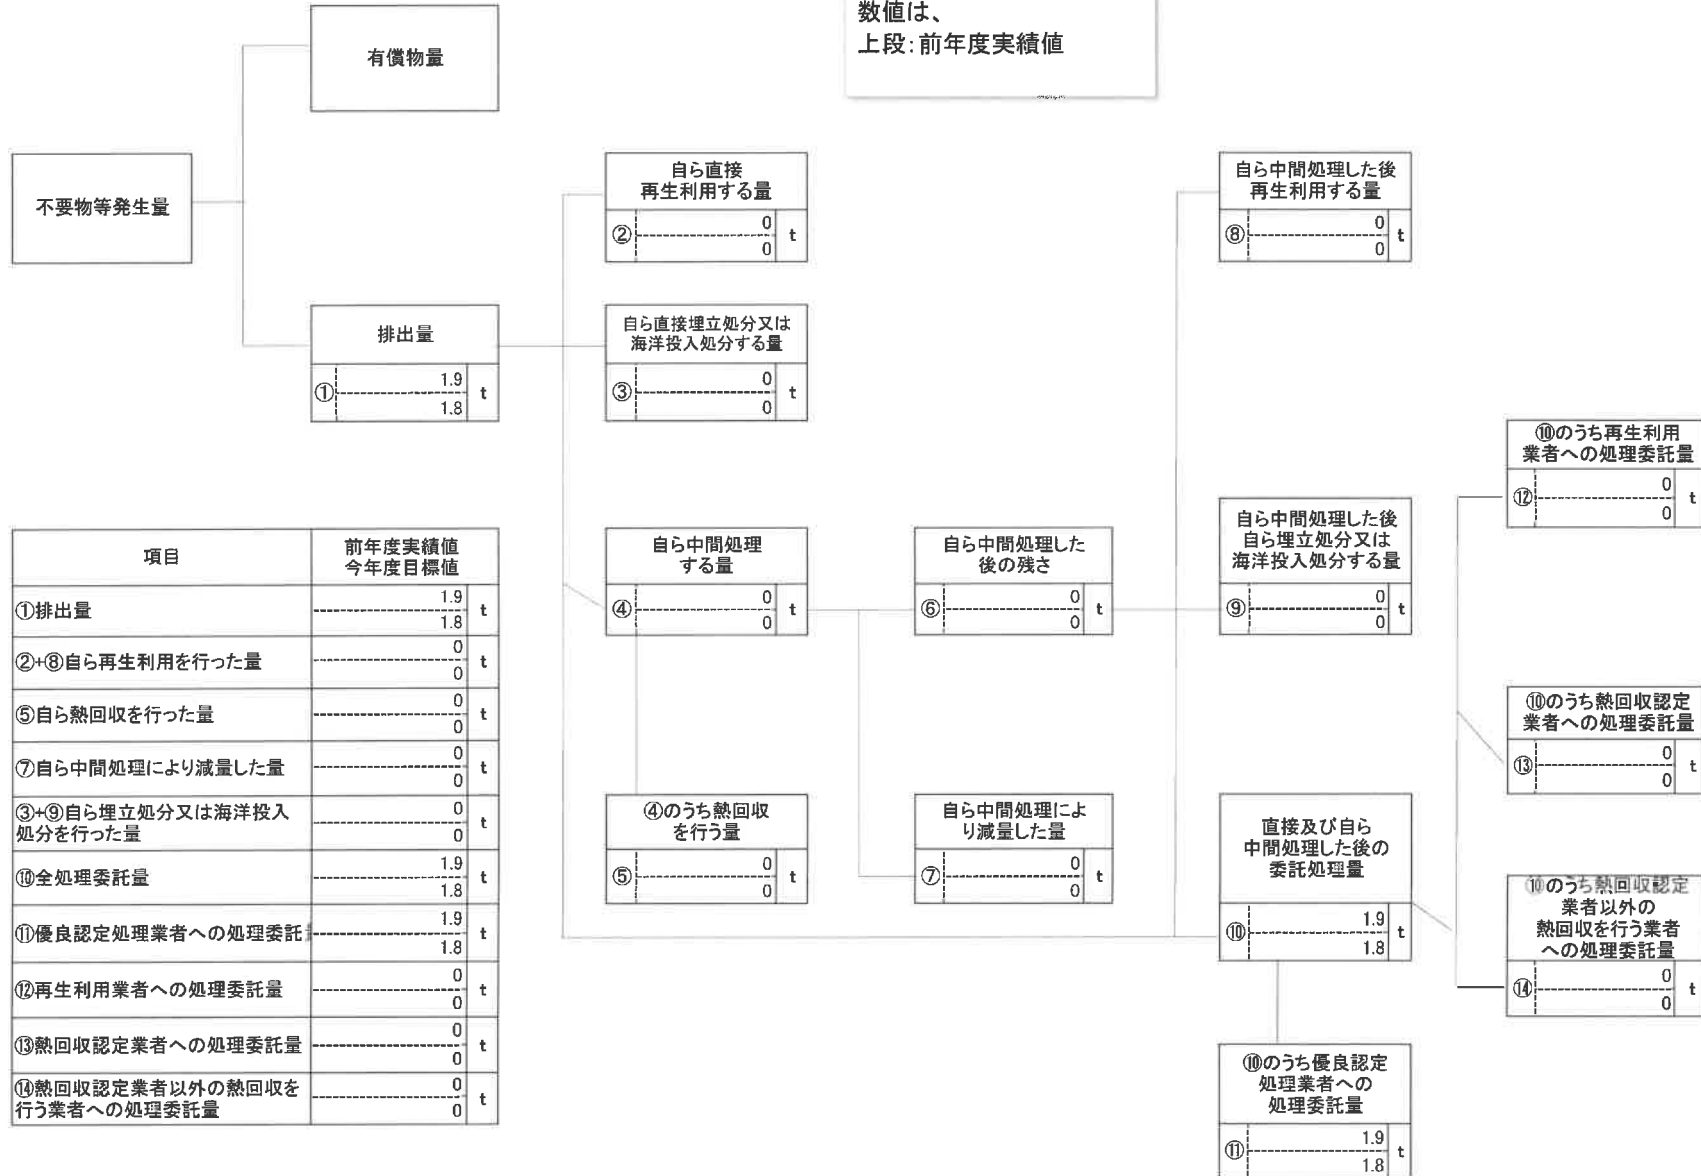 数値は、
上段:前年度実績値
有償物量
不要物等発生量
排出量
① 1.9 t
1.8
自ら直接
再生利用する量
② 0 t
0
自ら直接埋立処分又は
海洋投入処分する量
③ 0 t
0
自ら中間処理
する量
④ 0 t
0
④のうち熱回収
を行う量
⑤ 0 t
0
自ら中間処理した
後の残さ
⑥ 0 t
0
自ら中間処理によ
り減量した量
⑦ 0 t
0
自ら中間処理した後
再生利用する量
⑧ 0 t
0
自ら中間処理した後
自ら埋立処分又は
海洋投入処分する量
⑨ 0 t
0
直接及び自ら
中間処理した後の
委託処理量
⑩ 1.9 t
1.8
⑩のうち優良認定
処理業者への
処理委託量
⑪ 1.9 t
1.8
⑩のうち再生利用
業者への処理委託量
⑫ 0 t
0
⑩のうち熱回収認定
業者への処理委託量
⑬ 0 t
0
⑩のうち熱回収認定
業者以外の
熱回収を行う業者
への処理委託量
⑭ 0 t
0
項目 前年度実績値
今年度目標値
①排出量 1.9 t
1.8
②+⑧自ら再生利用を行った量 0 t
0
⑤自ら熱回収を行った量 0 t
0
⑦自ら中間処理により減量した量 0 t
0
③+⑨自ら埋立処分又は海洋投入
処分を行った量 0 t
0
⑩全処理委託量 1.9 t
1.8
⑪優良認定処理業者への処理委託 1.9 t
1.8
⑫再生利用業者への処理委託量 0 t
0
⑬熱回収認定業者への処理委託量 0 t
0
⑭熱回収認定業者以外の熱回収を
行う業者への処理委託量 0 t
0